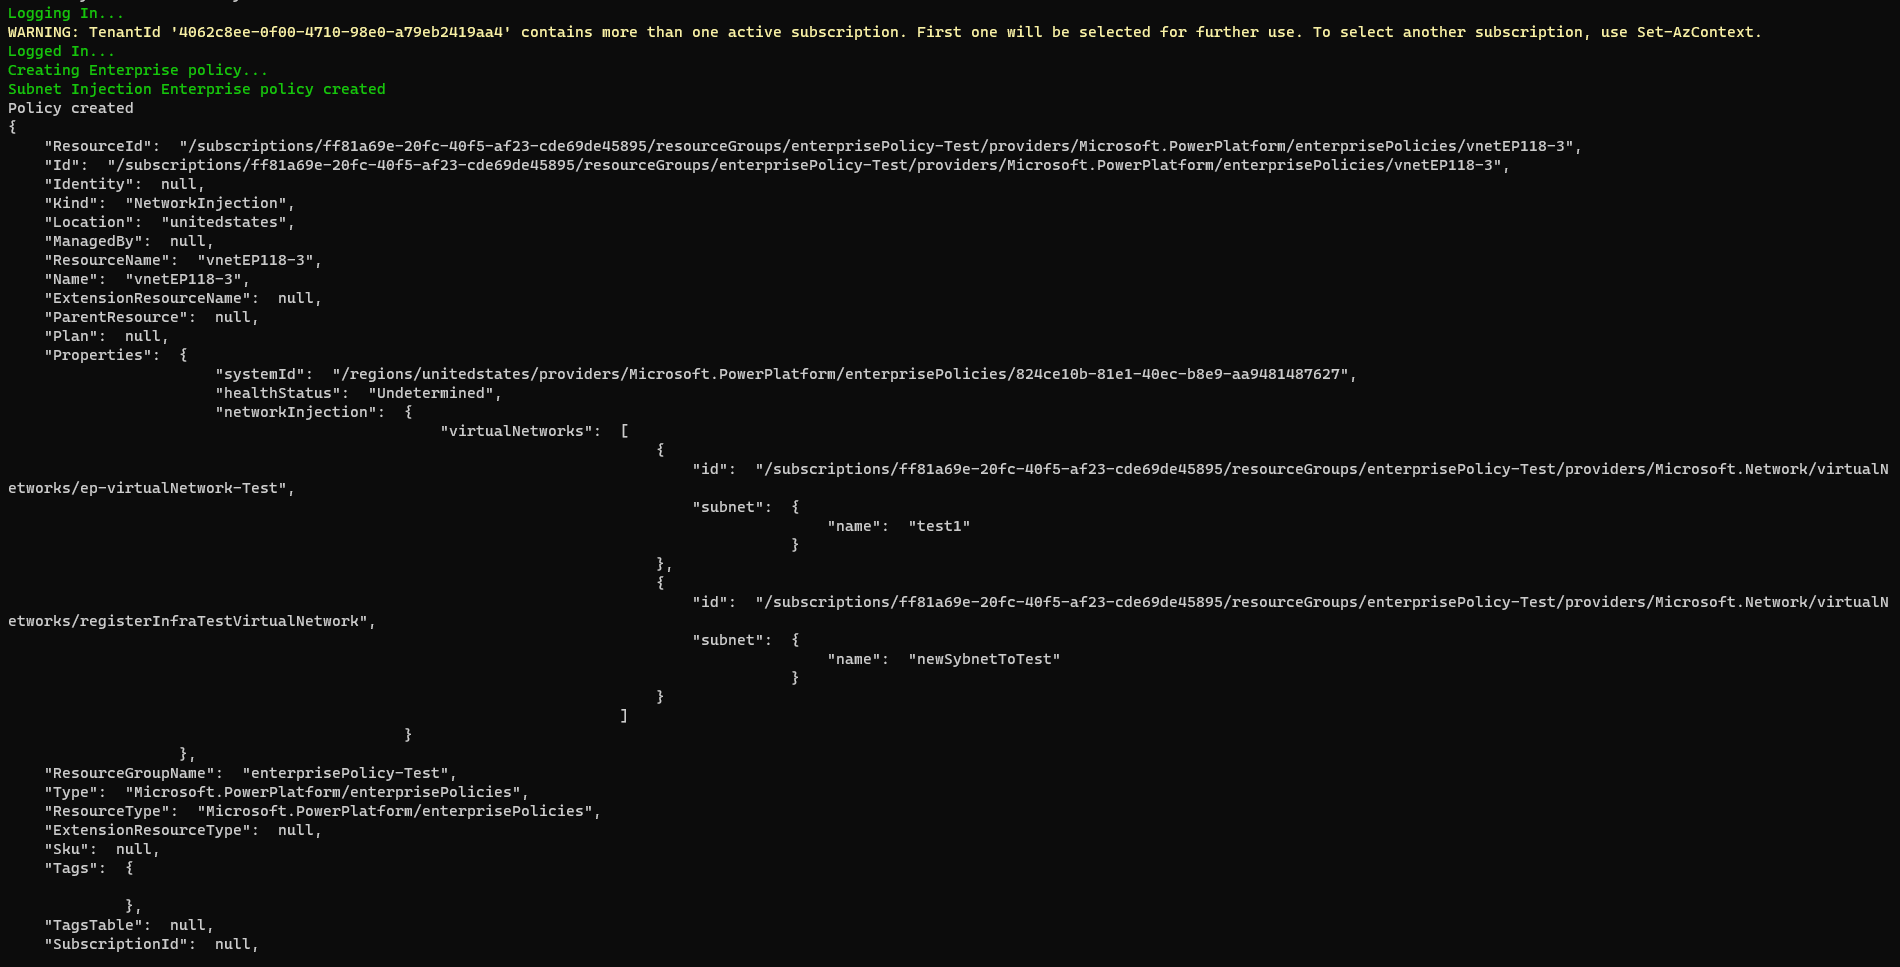 Logging In...
WARNING: TenantId '4062c8ee-0f00-4710-98e0-a79eb2419aa4' contains more than one active subscription. First one will be selected for further use. To select another subscription, use Set-AzContext.
Logged In...
Creating Enterprise policy...
Subnet Injection Enterprise policy created
Policy created
{
    "ResourceId":  "/subscriptions/ff81a69e-20fc-40f5-af23-cde69de45895/resourceGroups/enterprisePolicy-Test/providers/Microsoft.PowerPlatform/enterprisePolicies/vnetEP118-3",
    "Id":  "/subscriptions/ff81a69e-20fc-40f5-af23-cde69de45895/resourceGroups/enterprisePolicy-Test/providers/Microsoft.PowerPlatform/enterprisePolicies/vnetEP118-3",
    "Identity":  null,
    "Kind":  "NetworkInjection",
    "Location":  "unitedstates",
    "ManagedBy":  null,
    "ResourceName":  "vnetEP118-3",
    "Name":  "vnetEP118-3",
    "ExtensionResourceName":  null,
    "ParentResource":  null,
    "Plan":  null,
    "Properties":  {
                       "systemId":  "/regions/unitedstates/providers/Microsoft.PowerPlatform/enterprisePolicies/824ce10b-81e1-40ec-b8e9-aa9481487627",
                       "healthStatus":  "Undetermined",
                       "networkInjection":  {
                                                "virtualNetworks":  [
                                                                        {
                                                                            "id":  "/subscriptions/ff81a69e-20fc-40f5-af23-cde69de45895/resourceGroups/enterprisePolicy-Test/providers/Microsoft.Network/virtualN
etworks/ep-virtualNetwork-Test",
                                                                            "subnet":  {
                                                                                           "name":  "test1"
                                                                                       }
                                                                        },
                                                                        {
                                                                            "id":  "/subscriptions/ff81a69e-20fc-40f5-af23-cde69de45895/resourceGroups/enterprisePolicy-Test/providers/Microsoft.Network/virtualN
etworks/registerInfraTestVirtualNetwork",
                                                                            "subnet":  {
                                                                                           "name":  "newSybnetToTest"
                                                                                       }
                                                                        }
                                                                    ]
                                            }
                   },
    "ResourceGroupName":  "enterprisePolicy-Test",
    "Type":  "Microsoft.PowerPlatform/enterprisePolicies",
    "ResourceType":  "Microsoft.PowerPlatform/enterprisePolicies",
    "ExtensionResourceType":  null,
    "Sku":  null,
    "Tags":  {

             },
    "TagsTable":  null,
    "SubscriptionId":  null,